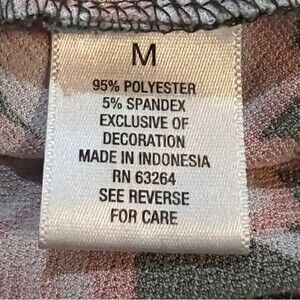 M
95% POLYESTER
5% SPANDEX
EXCLUSIVE OF
DECORATION
MADE IN INDONESIA
RN 63264
SEE REVERSE
FOR CARE